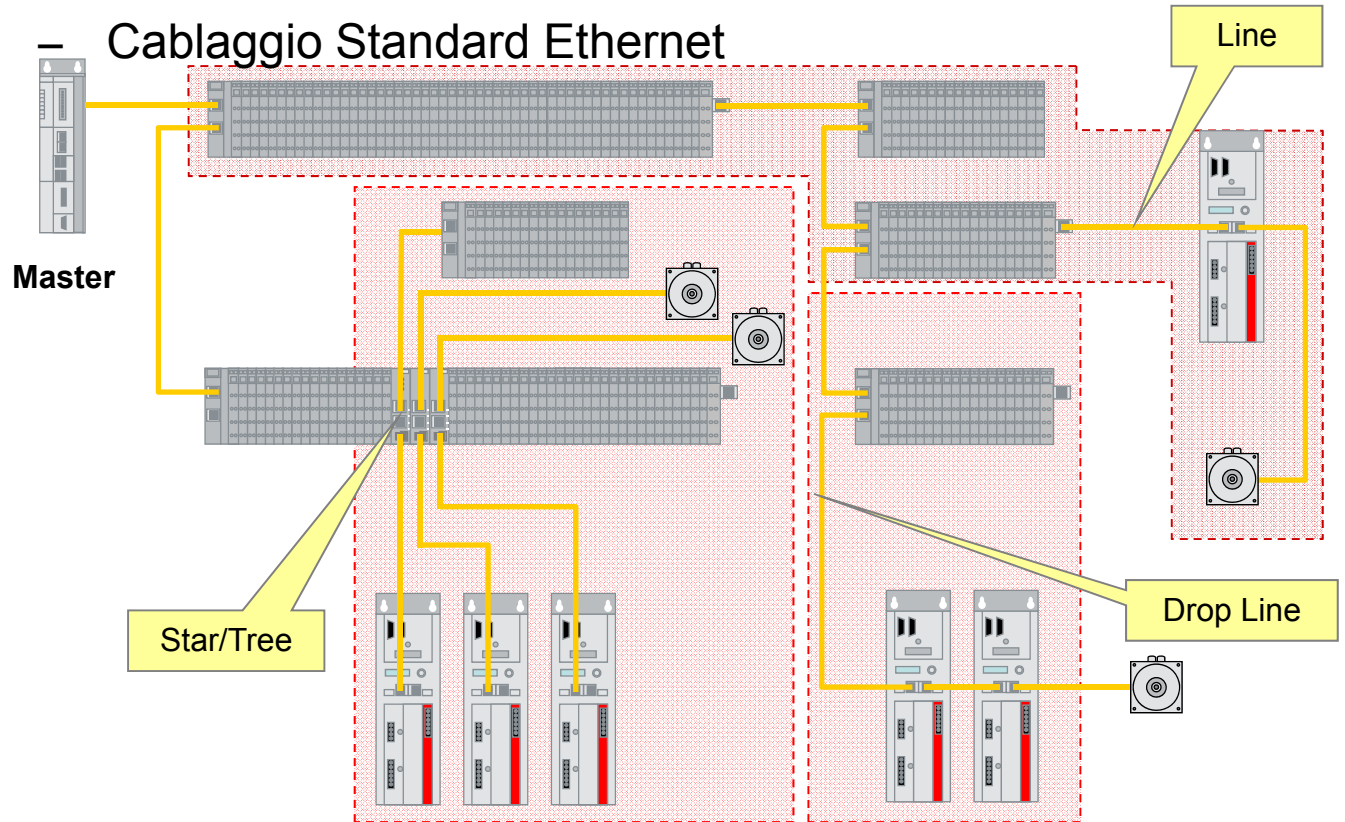 – Cablaggio Standard Ethernet
Line
Master
Star/Tree
Drop Line